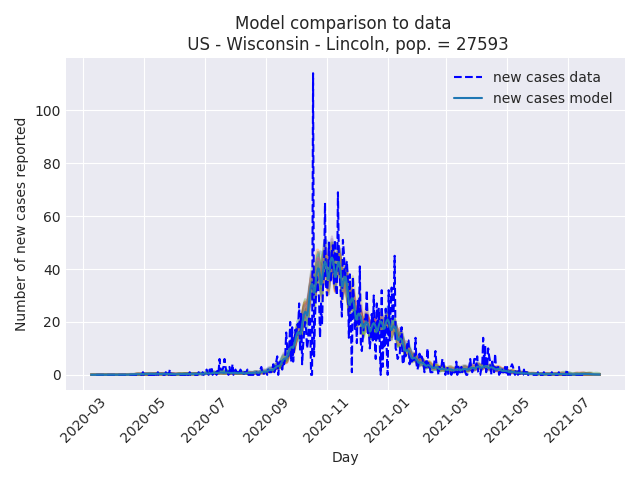 Model comparison to data
US - Wisconsin - Lincoln, pop. = 27593
new cases data
new cases model
Number of new cases reported
100
80
60
40
20
0
2020-03
2020-05
2020-07
2020-09
2020-11
2021-01
2021-03
2021-05
2021-07
Day